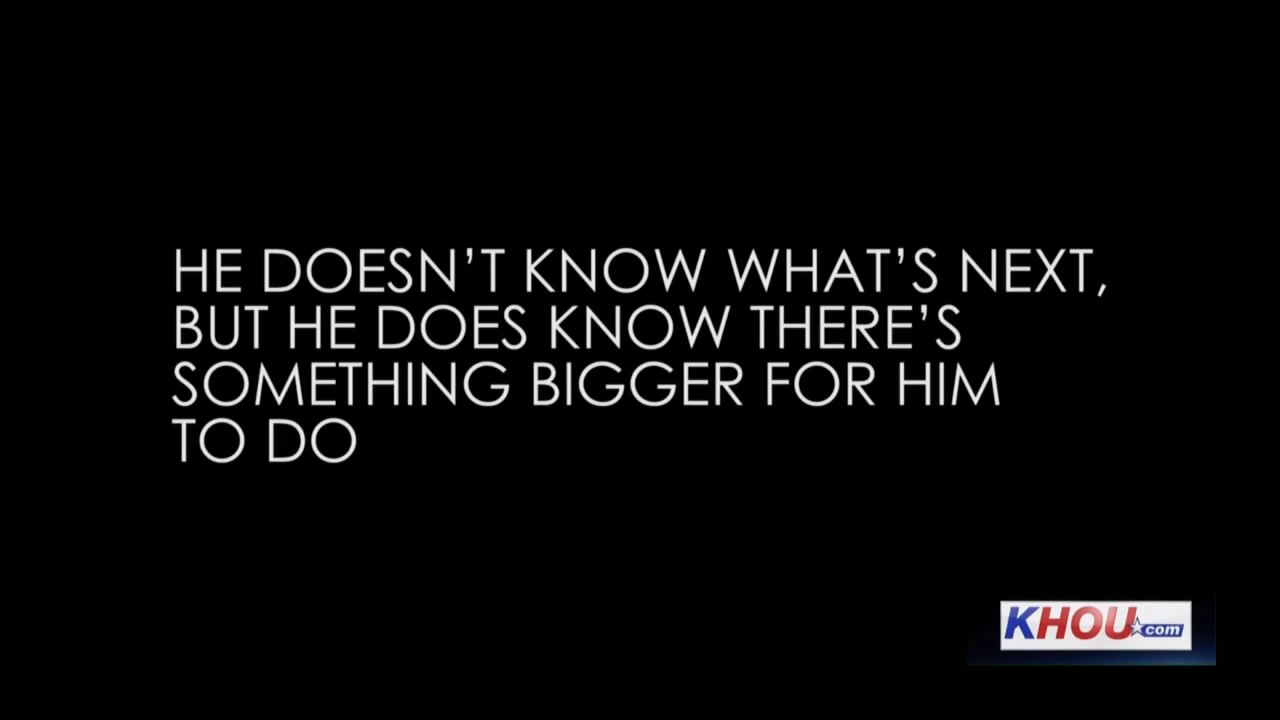 HE DOESN’T KNOW WHAT’S NEXT,
BUT HE DOES KNOW THERE’S
SOMETHING BIGGER FOR HIM
TO DO
KHOU.com